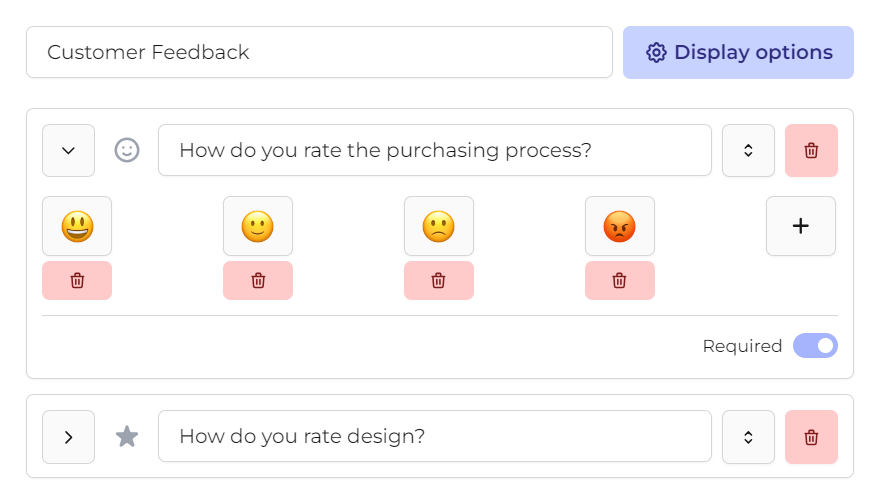 Customer Feedback
Display options
How do you rate the purchasing process?
Required
How do you rate design?